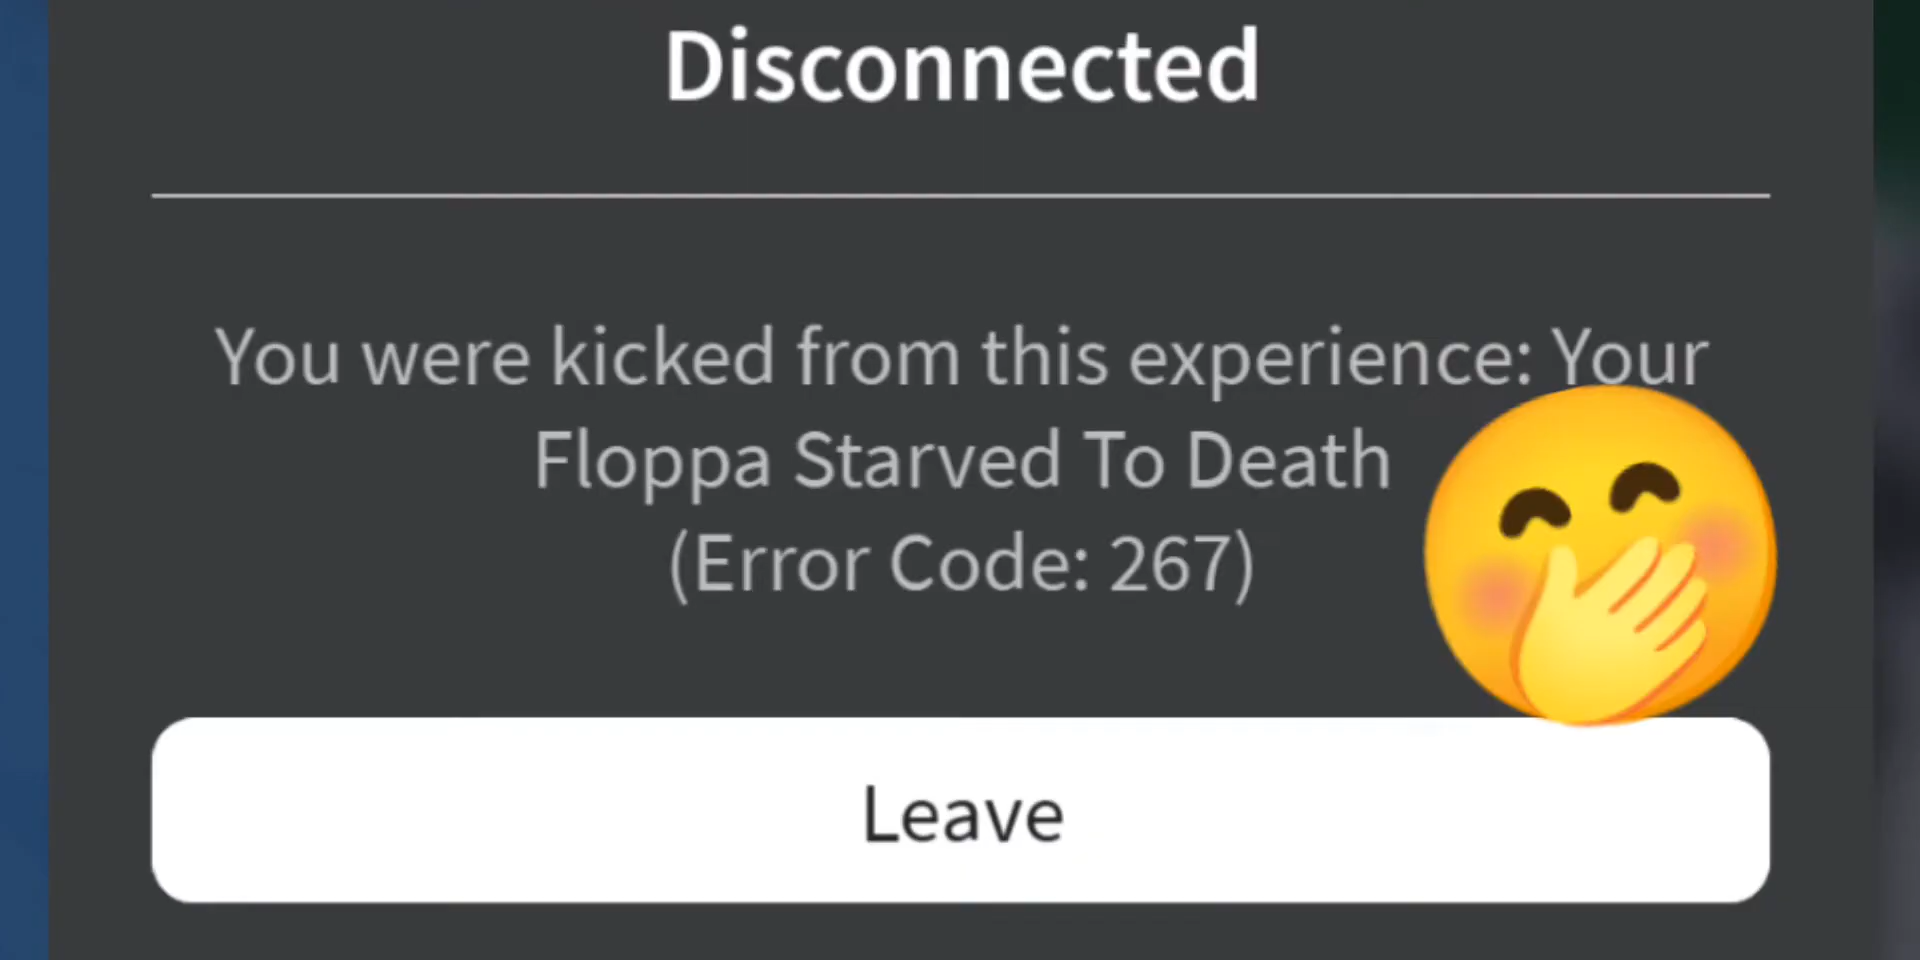 Disconnected
You were kicked from this experience: Your
Floppa Starved To Death
(Error Code: 267)
Leave